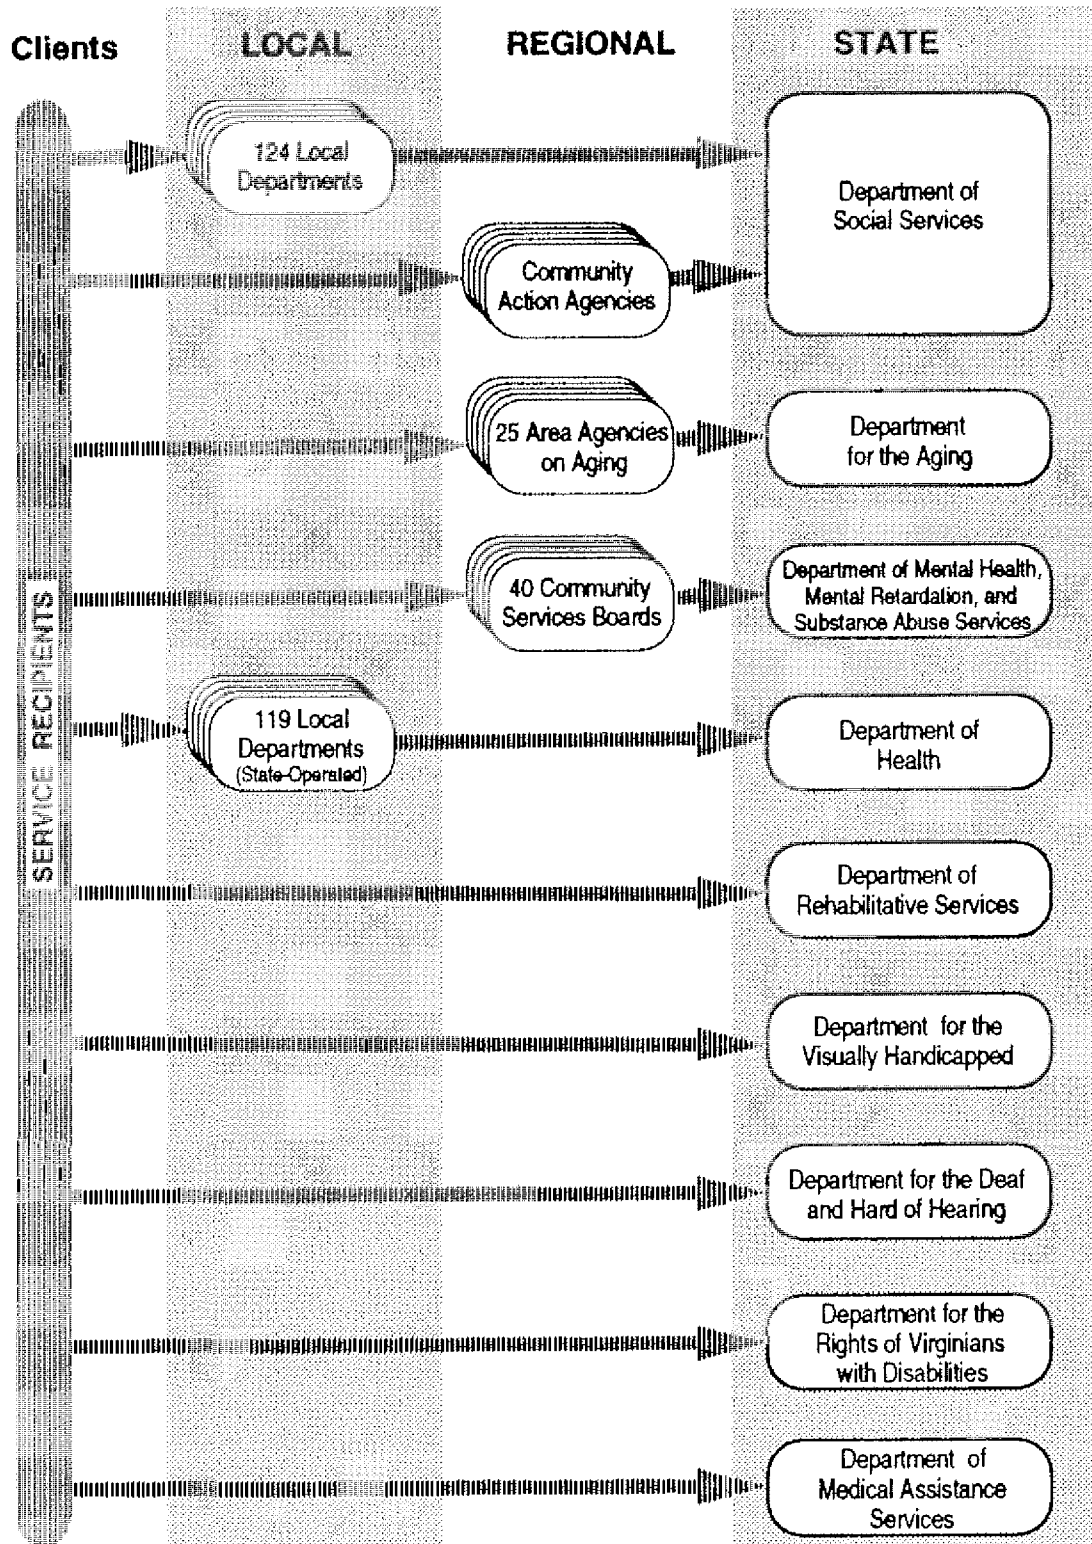 Clients LOCAL REGIONAL STATE
124 Local
Departments
Department of
Social Services
Community
Action Agencies
25 Area Agencies
on Aging
Department
for the Aging
40 Community
Services Boards
Department of Mental Health,
Mental Retardation, and
Substance Abuse Services
SERVICE RECIPIENTS
119 Local
Departments
(State-Operated)
Department of
Health
Department of
Rehabilitative Services
Department for the
Visually Handicapped
Department for the Deaf
and Hard of Hearing
Department for the
Rights of Virginians
with Disabilities
Department of
Medical Assistance
Services